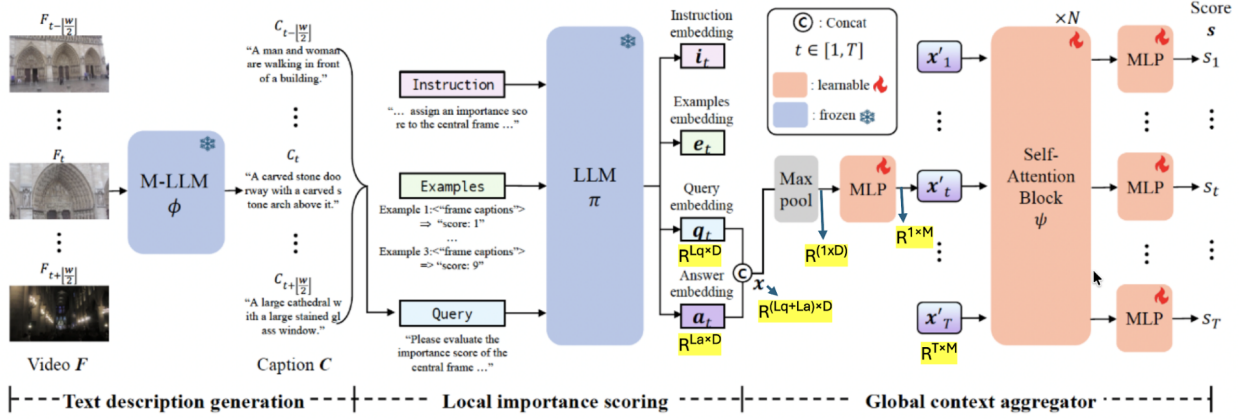 F_{t-⌊w/2⌋}
F_t
F_{t+⌊w/2⌋}
Video F
M-LLM
ϕ
C_{t-⌊w/2⌋}
"A man and woman
are walking in front
of a building."
C_t
"A carved stone doo
rway with a carved s
tone arch above it."
C_{t+⌊w/2⌋}
"A large cathedral w
ith a large stained gl
ass window."
Caption C
Instruction
"... assign an importance sco
re to the central frame ..."
Examples
Example 1:<"frame captions">
⇒ "score: 1"
...
Example 3:<"frame captions">
=> "score: 9"
Query
"Please evaluate the
importance score of the
central frame ..."
LLM
π
Instruction
embedding
i_t
Examples
embedding
e_t
Query
embedding
q_t
R^{Lq×D}
Answer
embedding
a_t
R^{La×D}
C
x
R^{(Lq+La)×D}
C : Concat
t ∈ [1, T]
: learnable
: frozen
Max
pool
R^{(1xD)}
MLP
R^{1×M}
x'_1
x'_t
x'_T
R^{T×M}
×N
Self-
Attention
Block
ψ
MLP
MLP
MLP
Score
s
s_1
s_t
s_T
Text description generation
Local importance scoring
Global context aggregator